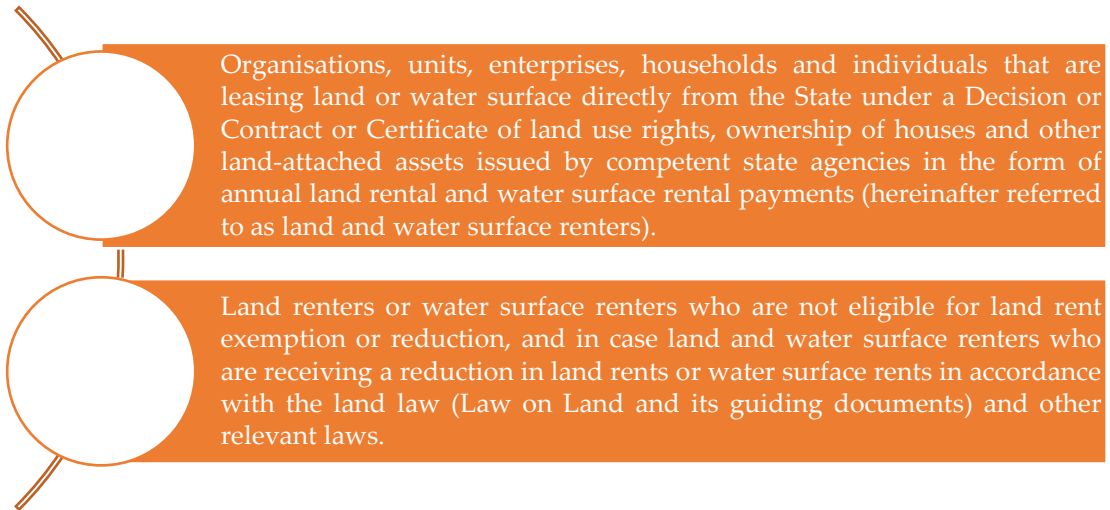 Organisations, units, enterprises, households and individuals that are
leasing land or water surface directly from the State under a Decision or
Contract or Certificate of land use rights, ownership of houses and other
land-attached assets issued by competent state agencies in the form of
annual land rental and water surface rental payments (hereinafter referred
to as land and water surface renters).
Land renters or water surface renters who are not eligible for land rent
exemption or reduction, and in case land and water surface renters who
are receiving a reduction in land rents or water surface rents in accordance
with the land law (Law on Land and its guiding documents) and other
relevant laws.